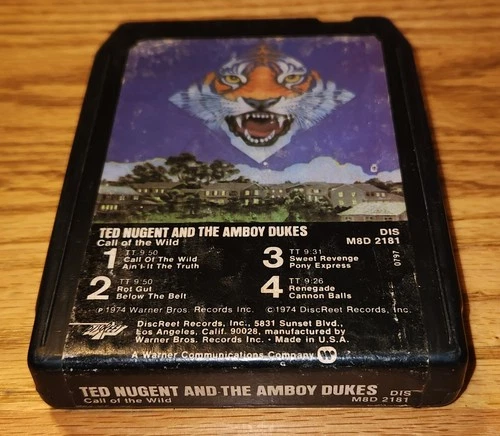 TED NUGENT AND THE AMBOY DUKES
Call of the Wild
DIS
M8D 2181
1 TT 9:50
Call Of The Wild
Ain't It The Truth
2 TT 9:50
Rot Gut
Below The Belt
3 TT 9:31
Sweet Revenge
Pony Express
4 TT 9:26
Renegade
Cannon Balls
0797
℗1974 Warner Bros. Records Inc. ©1974 DiscReet Records, Inc.
DiscReet Records, Inc., 5831 Sunset Blvd.,
Los Angeles, Calif. 90028, manufactured by
Warner Bros. Records Inc. • Made in U.S.A.
A Warner Communications Company
TED NUGENT AND THE AMBOY DUKES
Call of the Wild
DIS
M8D 2181